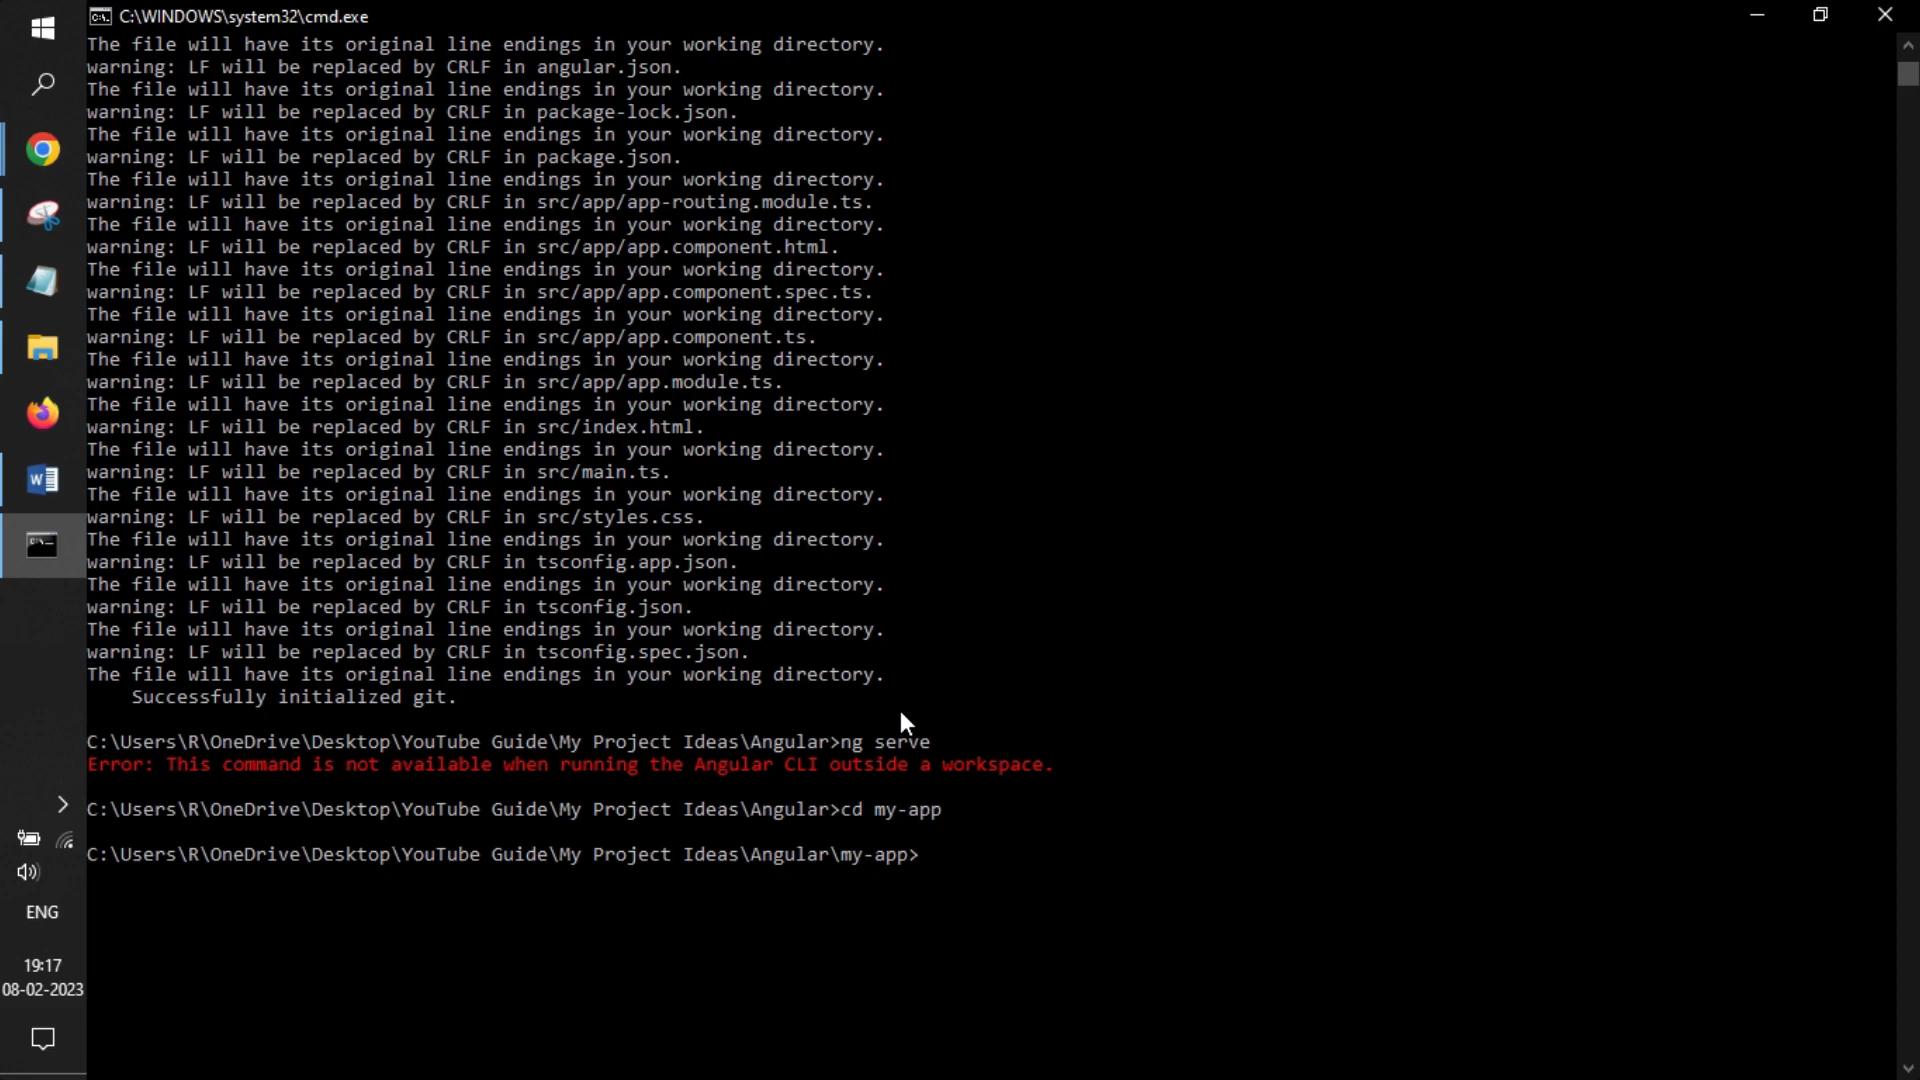 C:\WINDOWS\system32\cmd.exe
The file will have its original line endings in your working directory.
warning: LF will be replaced by CRLF in angular.json.
The file will have its original line endings in your working directory.
warning: LF will be replaced by CRLF in package-lock.json.
The file will have its original line endings in your working directory.
warning: LF will be replaced by CRLF in package.json.
The file will have its original line endings in your working directory.
warning: LF will be replaced by CRLF in src/app/app-routing.module.ts.
The file will have its original line endings in your working directory.
warning: LF will be replaced by CRLF in src/app/app.component.html.
The file will have its original line endings in your working directory.
warning: LF will be replaced by CRLF in src/app/app.component.spec.ts.
The file will have its original line endings in your working directory.
warning: LF will be replaced by CRLF in src/app/app.component.ts.
The file will have its original line endings in your working directory.
warning: LF will be replaced by CRLF in src/app/app.module.ts.
The file will have its original line endings in your working directory.
warning: LF will be replaced by CRLF in src/index.html.
The file will have its original line endings in your working directory.
warning: LF will be replaced by CRLF in src/main.ts.
The file will have its original line endings in your working directory.
warning: LF will be replaced by CRLF in src/styles.css.
The file will have its original line endings in your working directory.
warning: LF will be replaced by CRLF in tsconfig.app.json.
The file will have its original line endings in your working directory.
warning: LF will be replaced by CRLF in tsconfig.json.
The file will have its original line endings in your working directory.
warning: LF will be replaced by CRLF in tsconfig.spec.json.
The file will have its original line endings in your working directory.
    Successfully initialized git.
C:\Users\R\OneDrive\Desktop\YouTube Guide\My Project Ideas\Angular>ng serve
Error: This command is not available when running the Angular CLI outside a workspace.
C:\Users\R\OneDrive\Desktop\YouTube Guide\My Project Ideas\Angular>cd my-app
C:\Users\R\OneDrive\Desktop\YouTube Guide\My Project Ideas\Angular\my-app>
ENG
19:17
08-02-2023